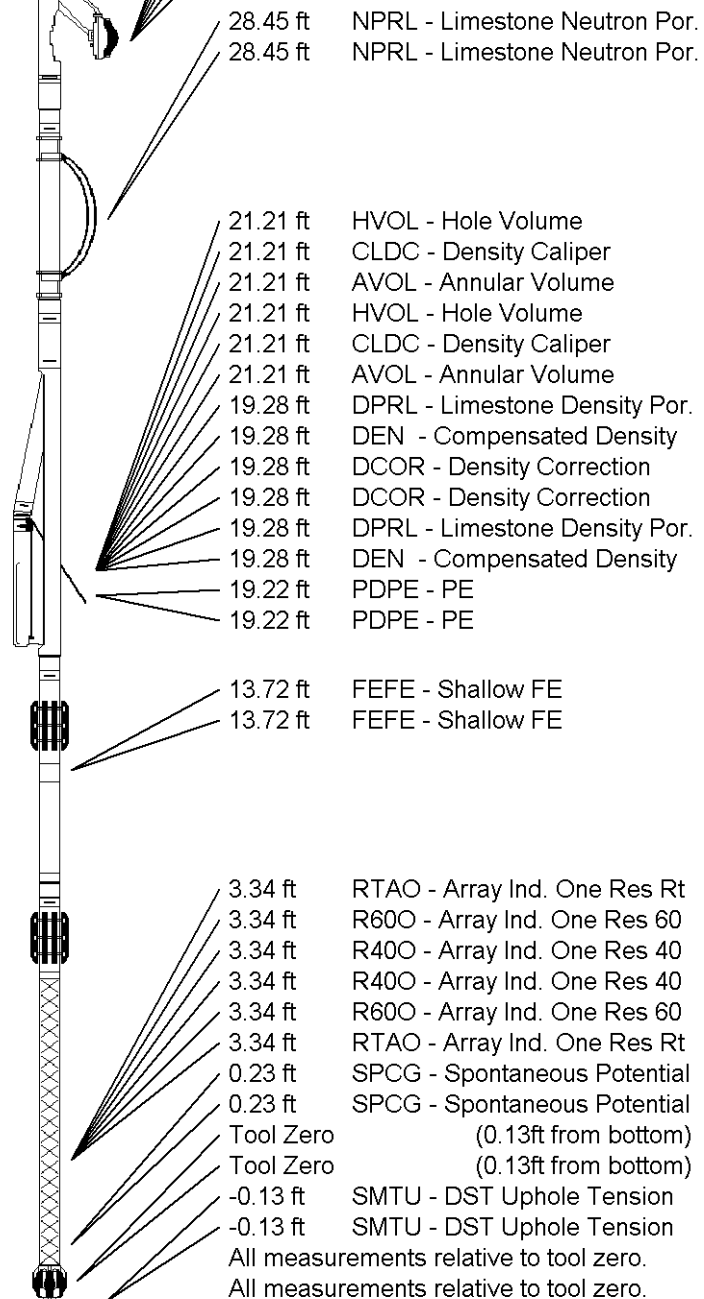 28.45 ft NPRL - Limestone Neutron Por.
28.45 ft NPRL - Limestone Neutron Por.
21.21 ft HVOL - Hole Volume
21.21 ft CLDC - Density Caliper
21.21 ft AVOL - Annular Volume
21.21 ft HVOL - Hole Volume
21.21 ft CLDC - Density Caliper
21.21 ft AVOL - Annular Volume
19.28 ft DPRL - Limestone Density Por.
19.28 ft DEN - Compensated Density
19.28 ft DCOR - Density Correction
19.28 ft DCOR - Density Correction
19.28 ft DPRL - Limestone Density Por.
19.28 ft DEN - Compensated Density
19.22 ft PDPE - PE
19.22 ft PDPE - PE
13.72 ft FEFE - Shallow FE
13.72 ft FEFE - Shallow FE
3.34 ft RTAO - Array Ind. One Res Rt
3.34 ft R60O - Array Ind. One Res 60
3.34 ft R40O - Array Ind. One Res 40
3.34 ft R40O - Array Ind. One Res 40
3.34 ft R60O - Array Ind. One Res 60
3.34 ft RTAO - Array Ind. One Res Rt
0.23 ft SPCG - Spontaneous Potential
0.23 ft SPCG - Spontaneous Potential
Tool Zero (0.13ft from bottom)
Tool Zero (0.13ft from bottom)
-0.13 ft SMTU - DST Uphole Tension
-0.13 ft SMTU - DST Uphole Tension
All measurements relative to tool zero.
All measurements relative to tool zero.